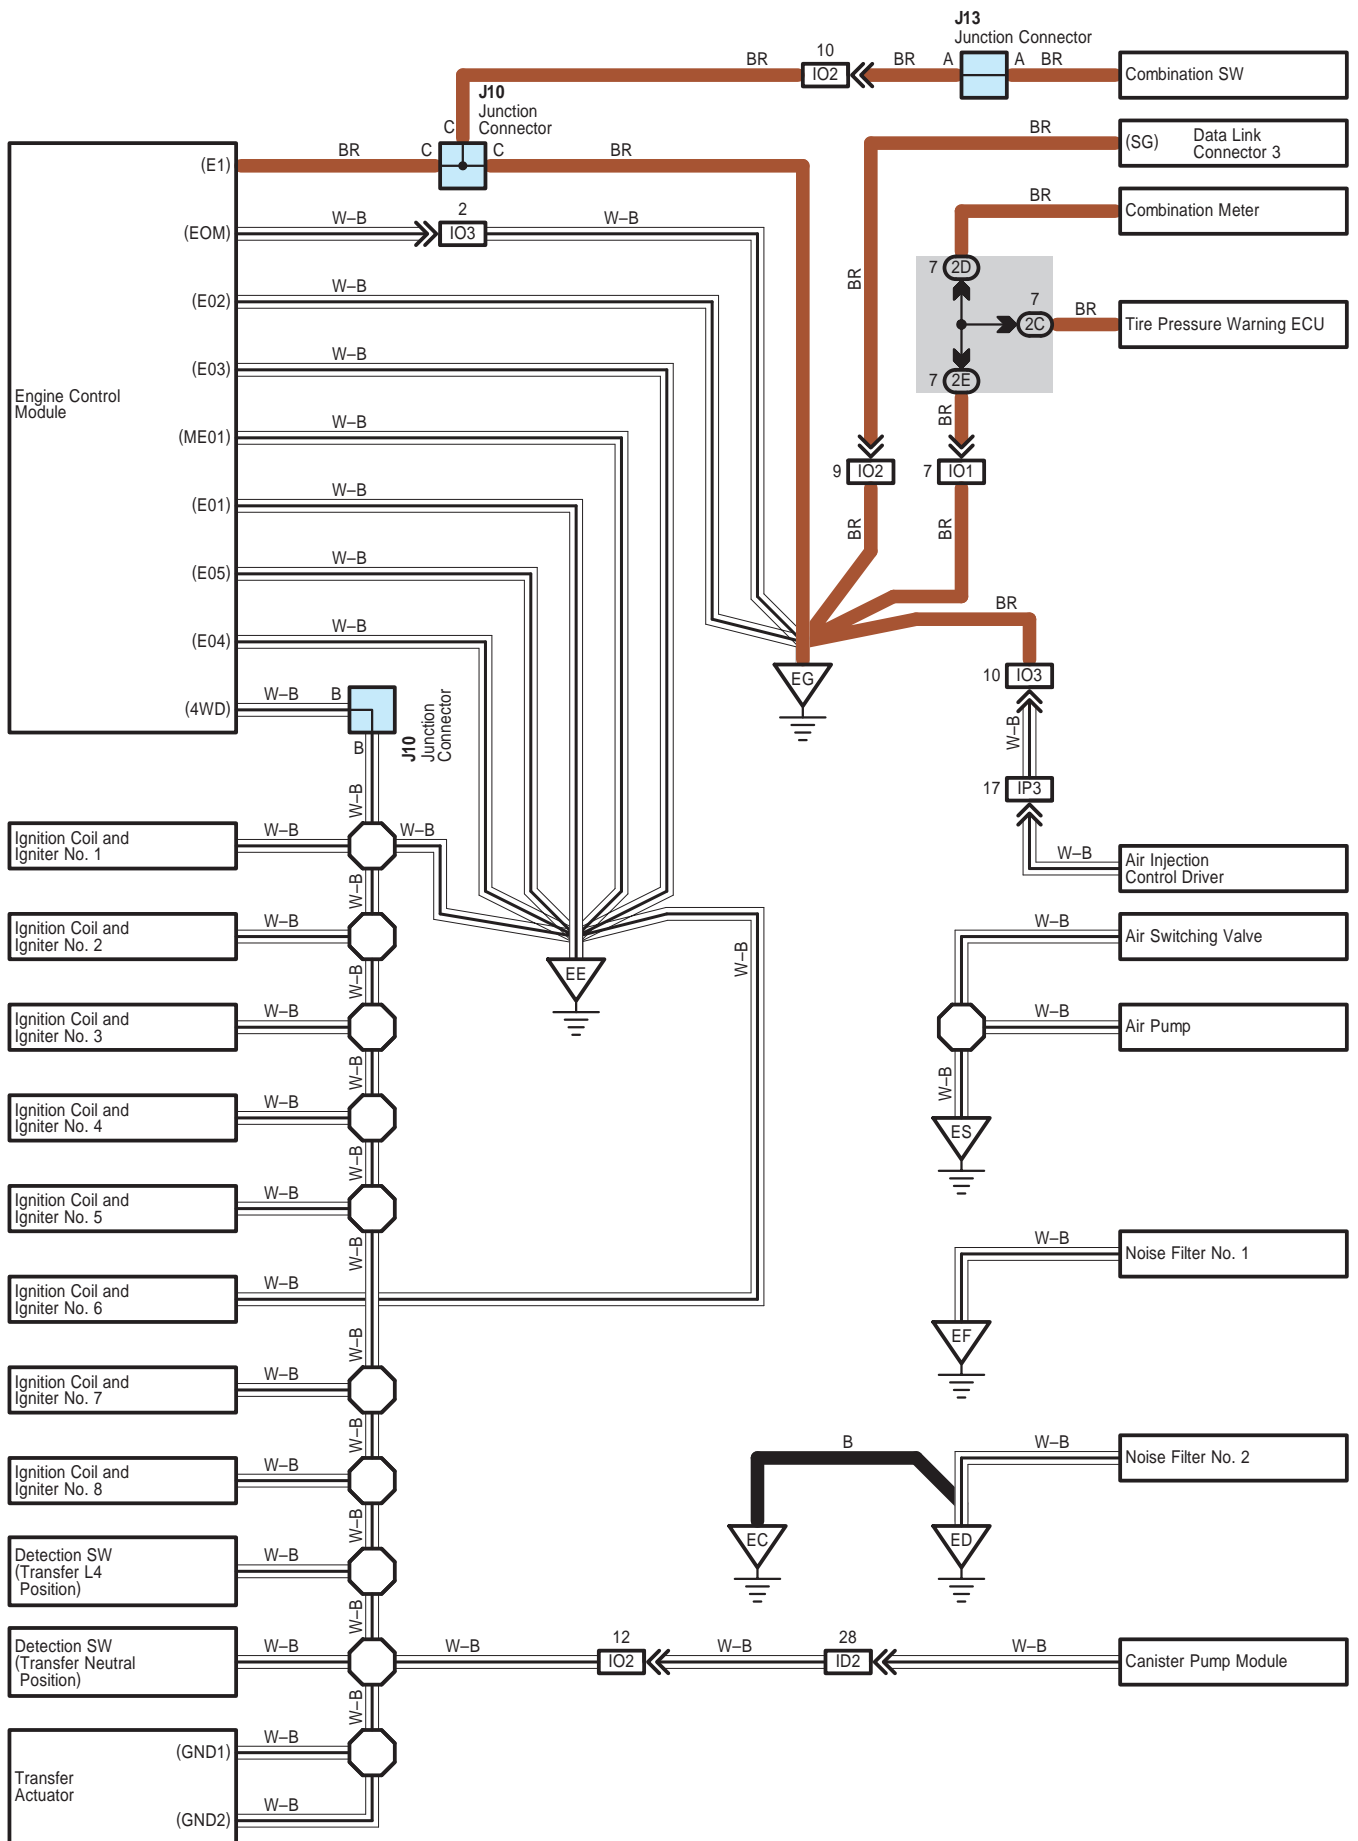 J13
Junction Connector
BR
10
IO2
BR
A
A
BR
Combination SW
J10
Junction
Connector
C
BR
(SG)
Data Link
Connector 3
(E1)
BR
C
C
BR
BR
Combination Meter
(EOM)
W–B
2
IO3
W–B
BR
7
2D
(E02)
W–B
7
2C
BR
Tire Pressure Warning ECU
(E03)
W–B
7
2E
Engine Control
Module
BR
(ME01)
W–B
9
IO2
7
IO1
(E01)
W–B
BR
BR
(E05)
W–B
BR
(E04)
W–B
EG
10
IO3
(4WD)
W–B
B
B
J10
Junction
Connector
W–B
17
IP3
W–B
Ignition Coil and
Igniter No. 1
W–B
W–B
W–B
Air Injection
Control Driver
W–B
Ignition Coil and
Igniter No. 2
W–B
W–B
Air Switching Valve
W–B
W–B
EE
Ignition Coil and
Igniter No. 3
W–B
W–B
Air Pump
W–B
W–B
Ignition Coil and
Igniter No. 4
W–B
ES
W–B
Ignition Coil and
Igniter No. 5
W–B
W–B
W–B
Noise Filter No. 1
Ignition Coil and
Igniter No. 6
W–B
W–B
EF
Ignition Coil and
Igniter No. 7
W–B
W–B
B
W–B
Noise Filter No. 2
Ignition Coil and
Igniter No. 8
W–B
W–B
EC
ED
Detection SW
(Transfer L4
Position)
W–B
W–B
Detection SW
(Transfer Neutral
Position)
W–B
W–B
12
IO2
W–B
28
ID2
W–B
Canister Pump Module
W–B
Transfer
Actuator
(GND1)
W–B
(GND2)
W–B